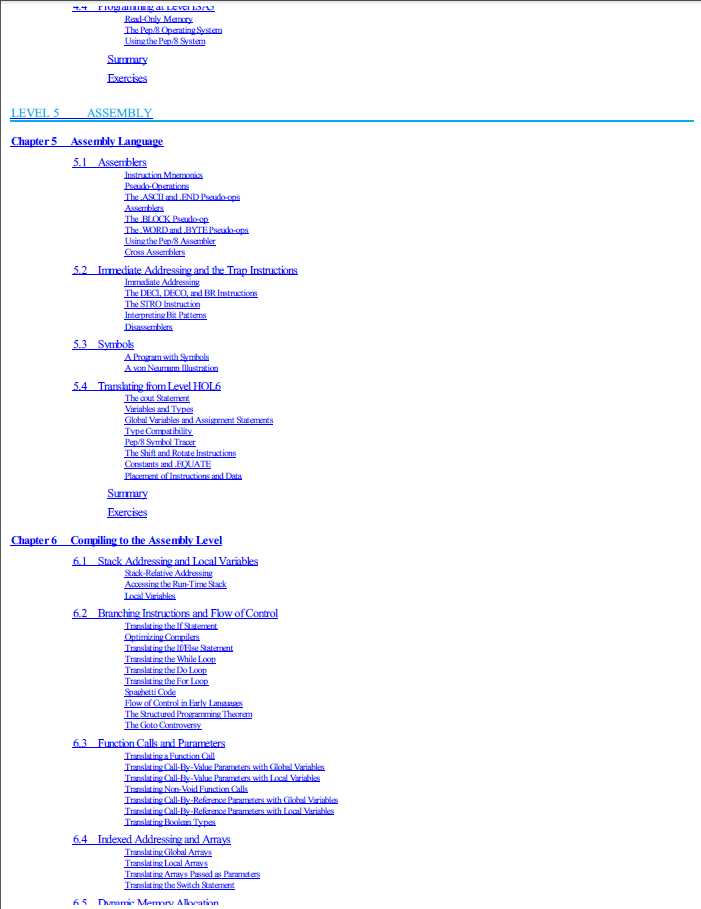 4.4 Programming at Level ISA3
Read-Only Memory
The Pep/8 Operating System
Using the Pep/8 System
Summary
Exercises
LEVEL 5 ASSEMBLY
Chapter 5 Assembly Language
5.1 Assemblers
Instruction Mnemonics
Pseudo-Operations
The .ASCII and .END Pseudo-ops
Assemblers
The .BLOCK Pseudo-op
The .WORD and .BYTE Pseudo-ops
Using the Pep/8 Assembler
Cross Assemblers
5.2 Immediate Addressing and the Trap Instructions
Immediate Addressing
The DECI, DECO, and BR Instructions
The STRO Instruction
Interpreting Bit Patterns
Disassemblers
5.3 Symbols
A Program with Symbols
A von Neumann Illustration
5.4 Translating from Level HOL6
The cout Statement
Variables and Types
Global Variables and Assignment Statements
Type Compatibility
Pep/8 Symbol Tracer
The Shift and Rotate Instructions
Constants and .EQUATE
Placement of Instructions and Data
Summary
Exercises
Chapter 6 Compiling to the Assembly Level
6.1 Stack Addressing and Local Variables
Stack-Relative Addressing
Accessing the Run-Time Stack
Local Variables
6.2 Branching Instructions and Flow of Control
Translating the If Statement
Optimizing Compilers
Translating the If/Else Statement
Translating the While Loop
Translating the Do Loop
Translating the For Loop
Spaghetti Code
Flow of Control in Early Languages
The Structured Programming Theorem
The Goto Controversy
6.3 Function Calls and Parameters
Translating a Function Call
Translating Call-By-Value Parameters with Global Variables
Translating Call-By-Value Parameters with Local Variables
Translating Non-Void Function Calls
Translating Call-By-Reference Parameters with Global Variables
Translating Call-By-Reference Parameters with Local Variables
Translating Boolean Types
6.4 Indexed Addressing and Arrays
Translating Global Arrays
Translating Local Arrays
Translating Arrays Passed as Parameters
Translating the Switch Statement
6.5 Dynamic Memory Allocation